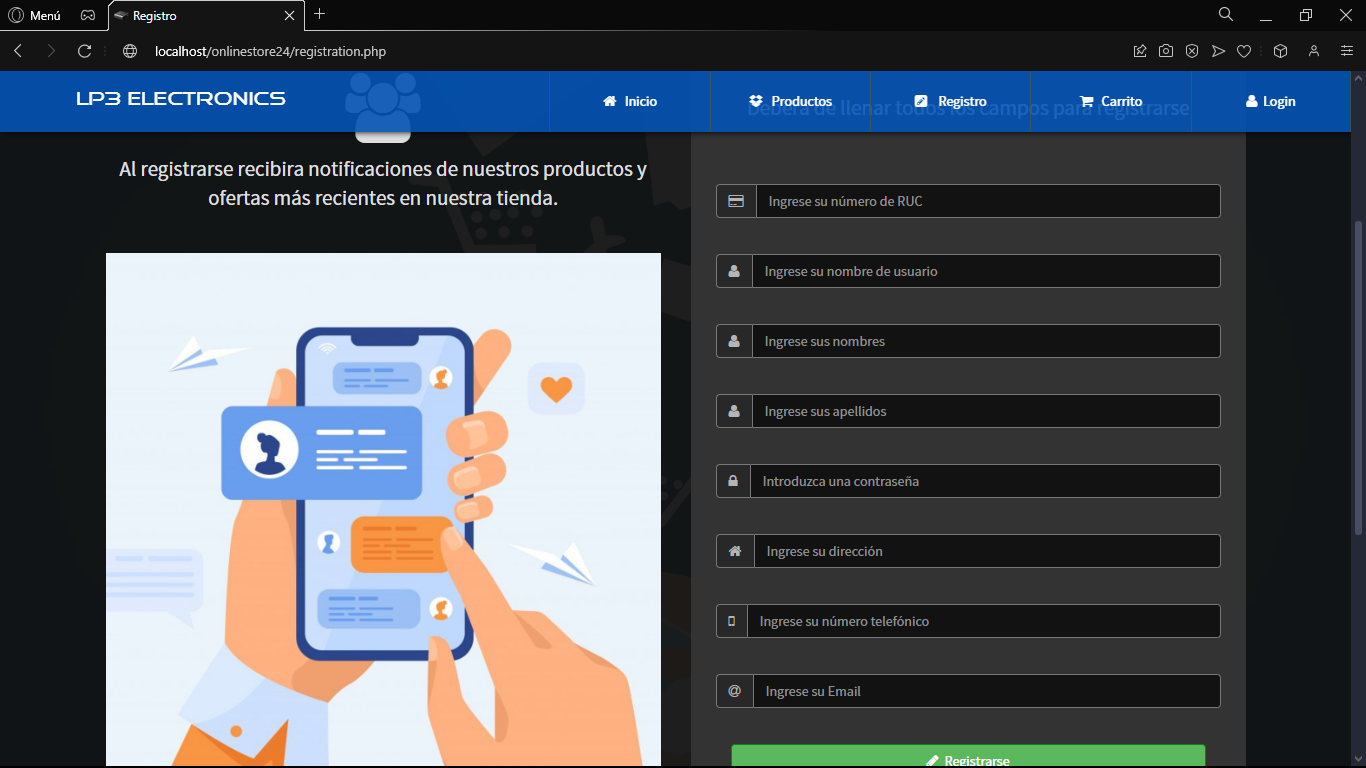 Menú
Registro
localhost/onlinestore24/registration.php
LP3 ELECTRONICS
Inicio
Productos
Registro
Carrito
Login
Deberá de llenar todos los campos para registrarse
Al registrarse recibira notificaciones de nuestros productos y
ofertas más recientes en nuestra tienda.
Ingrese su número de RUC
Ingrese su nombre de usuario
Ingrese sus nombres
Ingrese sus apellidos
Introduzca una contraseña
Ingrese su dirección
Ingrese su número telefónico
@ Ingrese su Email
Registrarse